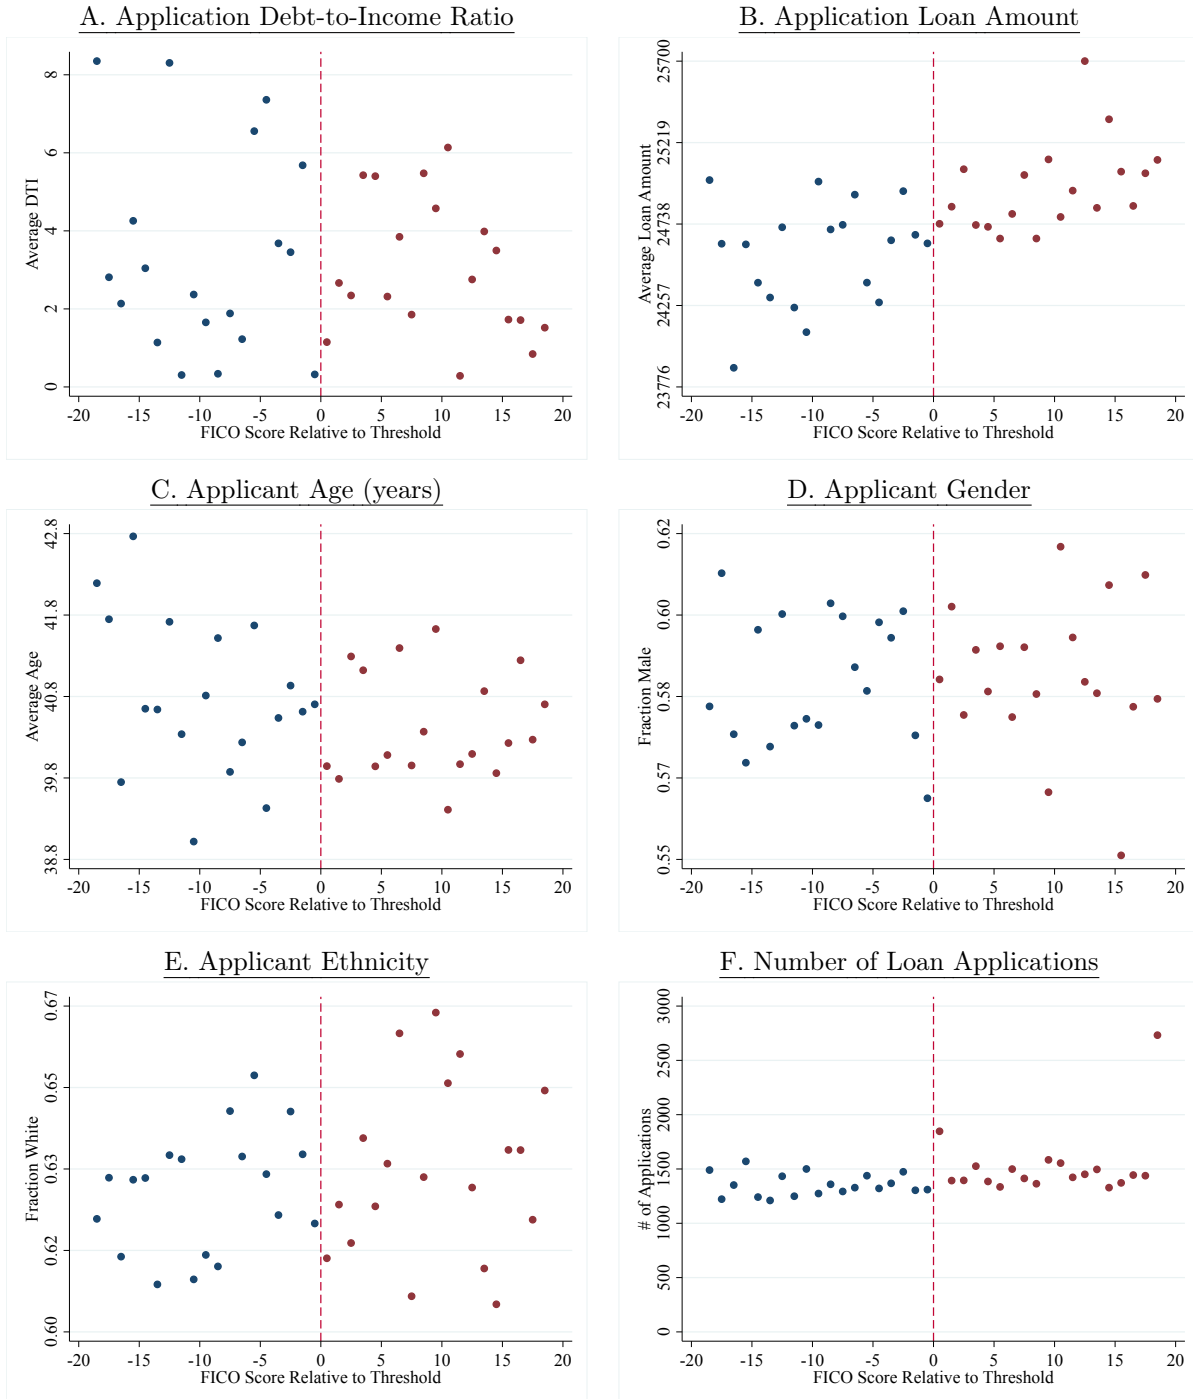 A. Application Debt-to-Income Ratio
Average DTI
8
6
4
2
0
-20 -15 -10 -5 0 5 10 15 20
FICO Score Relative to Threshold
B. Application Loan Amount
Average Loan Amount
25700
25219
24738
24257
23776
-20 -15 -10 -5 0 5 10 15 20
FICO Score Relative to Threshold
C. Applicant Age (years)
Average Age
42.8
41.8
40.8
39.8
38.8
-20 -15 -10 -5 0 5 10 15 20
FICO Score Relative to Threshold
D. Applicant Gender
Fraction Male
0.62
0.60
0.58
0.57
0.55
-20 -15 -10 -5 0 5 10 15 20
FICO Score Relative to Threshold
E. Applicant Ethnicity
Fraction White
0.67
0.65
0.63
0.62
0.60
-20 -15 -10 -5 0 5 10 15 20
FICO Score Relative to Threshold
F. Number of Loan Applications
# of Applications
3000
2500
2000
1500
1000
500
0
-20 -15 -10 -5 0 5 10 15 20
FICO Score Relative to Threshold